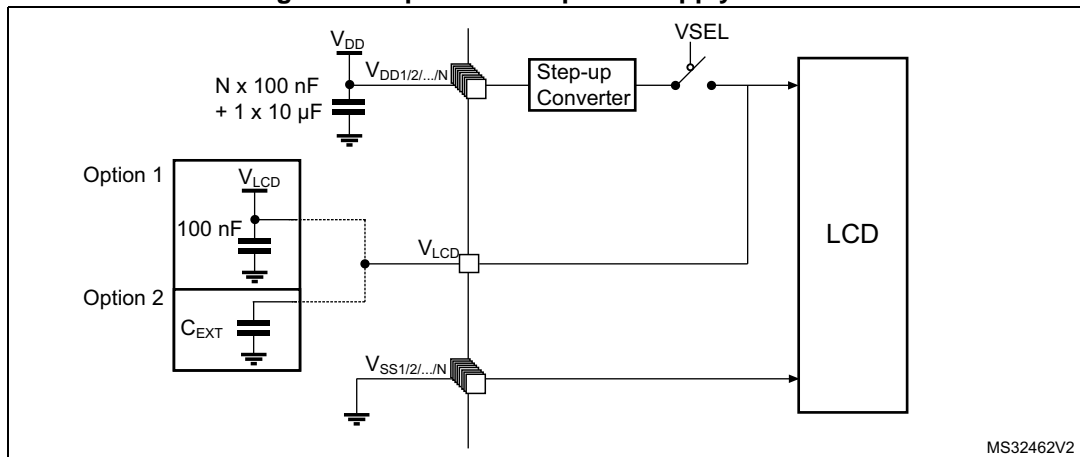 VSEL
VDD
VDD1/2/.../N
N x 100 nF
+ 1 x 10 µF
Step-up
Converter
Option 1
VLCD
100 nF
VLCD
LCD
Option 2
CEXT
VSS1/2/.../N
MS32462V2